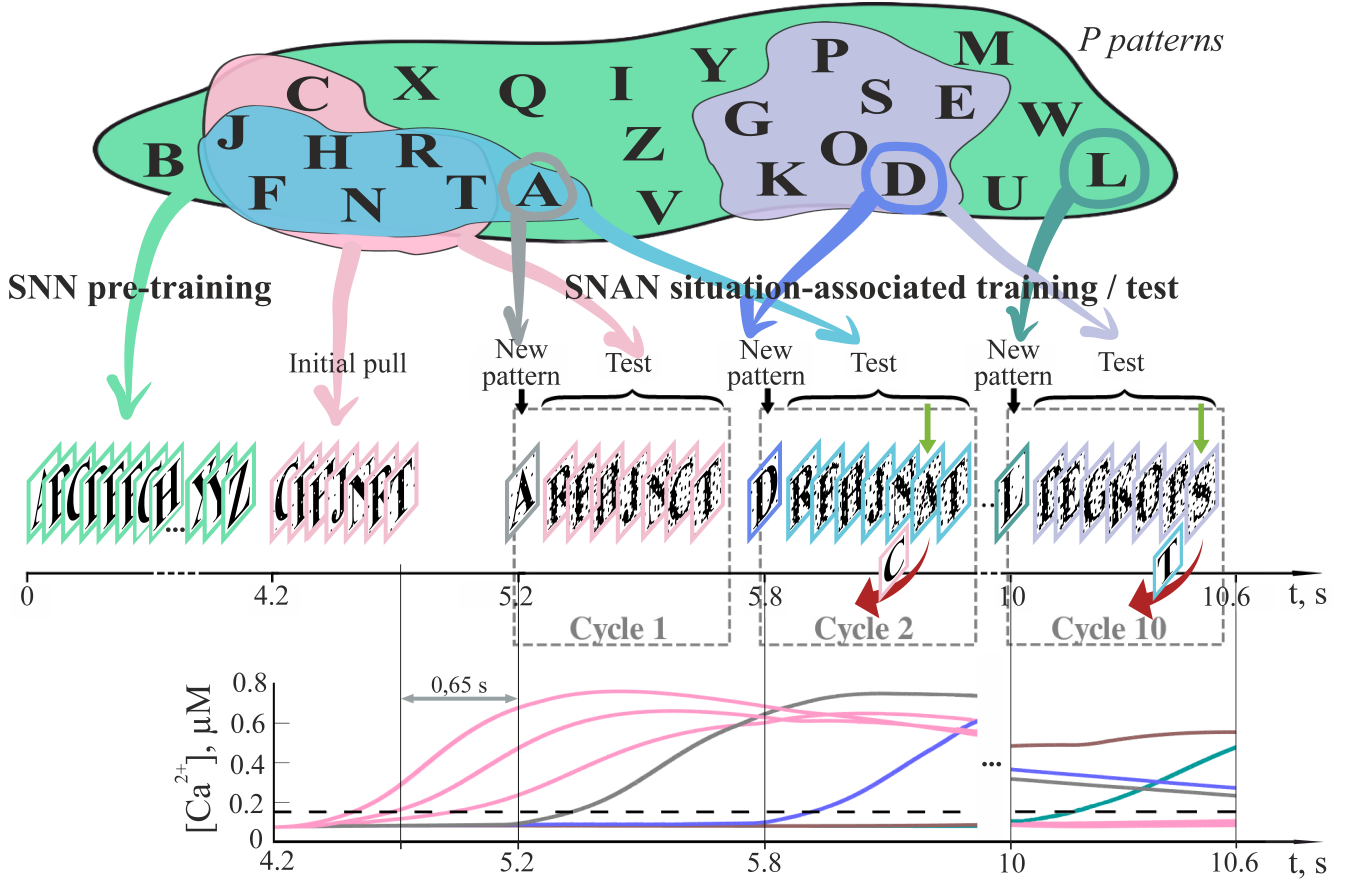 P patterns
M
P
Y
I
X
C
Q
S
E
G
W
J
Z
O
H
R
B
L
K
D
F
N
T
A
V
U
SNN pre-training
SNAN situation-associated training / test
Initial pull
New
pattern
Test
New
pattern
Test
New
pattern
Test
...
...
C
T
0
4.2
5.2
5.8
10
10.6
t, s
Cycle 1
Cycle 2
Cycle 10
[Ca2+], μM
0.8
0.6
0.4
0.2
0
0,65 s
...
4.2
5.2
5.8
10
10.6
t, s